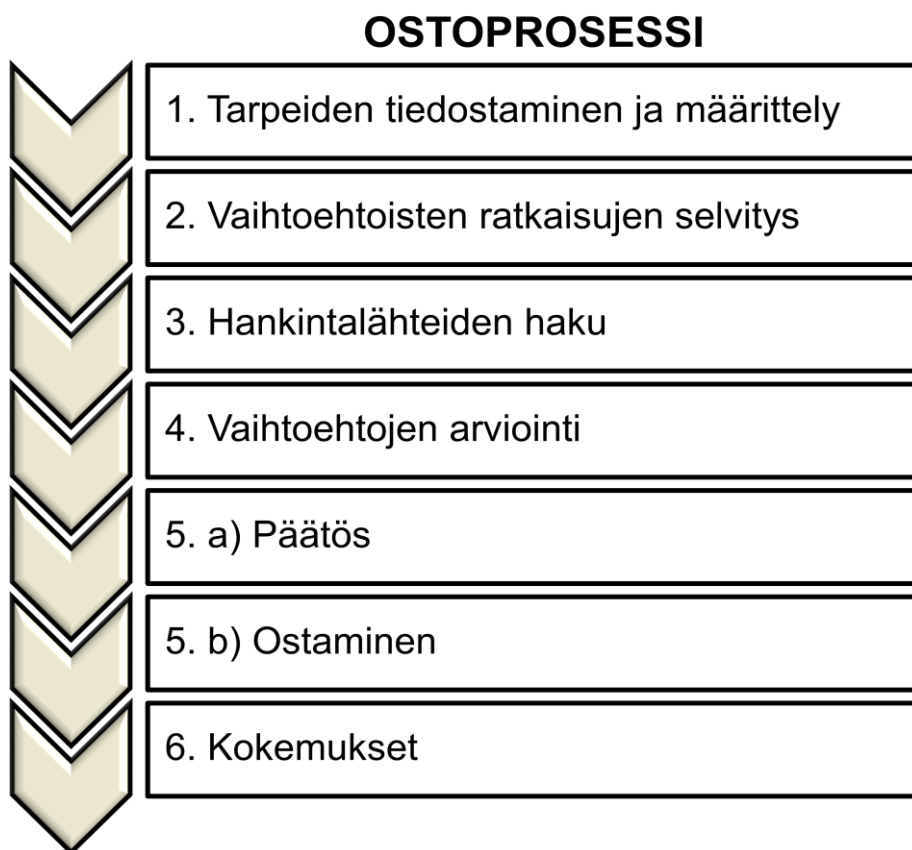 OSTOPROSESSI
1. Tarpeiden tiedostaminen ja määrittely
2. Vaihtoehtoisten ratkaisujen selvitys
3. Hankintalähteiden haku
4. Vaihtoehtojen arviointi
5. a) Päätös
5. b) Ostaminen
6. Kokemukset